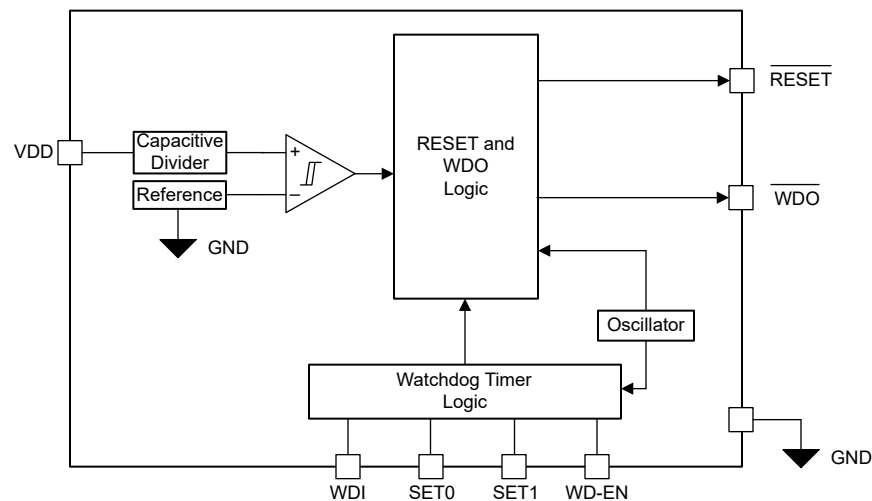 RESET
VDD
Capacitive
Divider
+
RESET and
WDO
Logic
Reference
−
WDO
GND
Oscillator
Watchdog Timer
Logic
GND
WDI
SET0
SET1
WD-EN